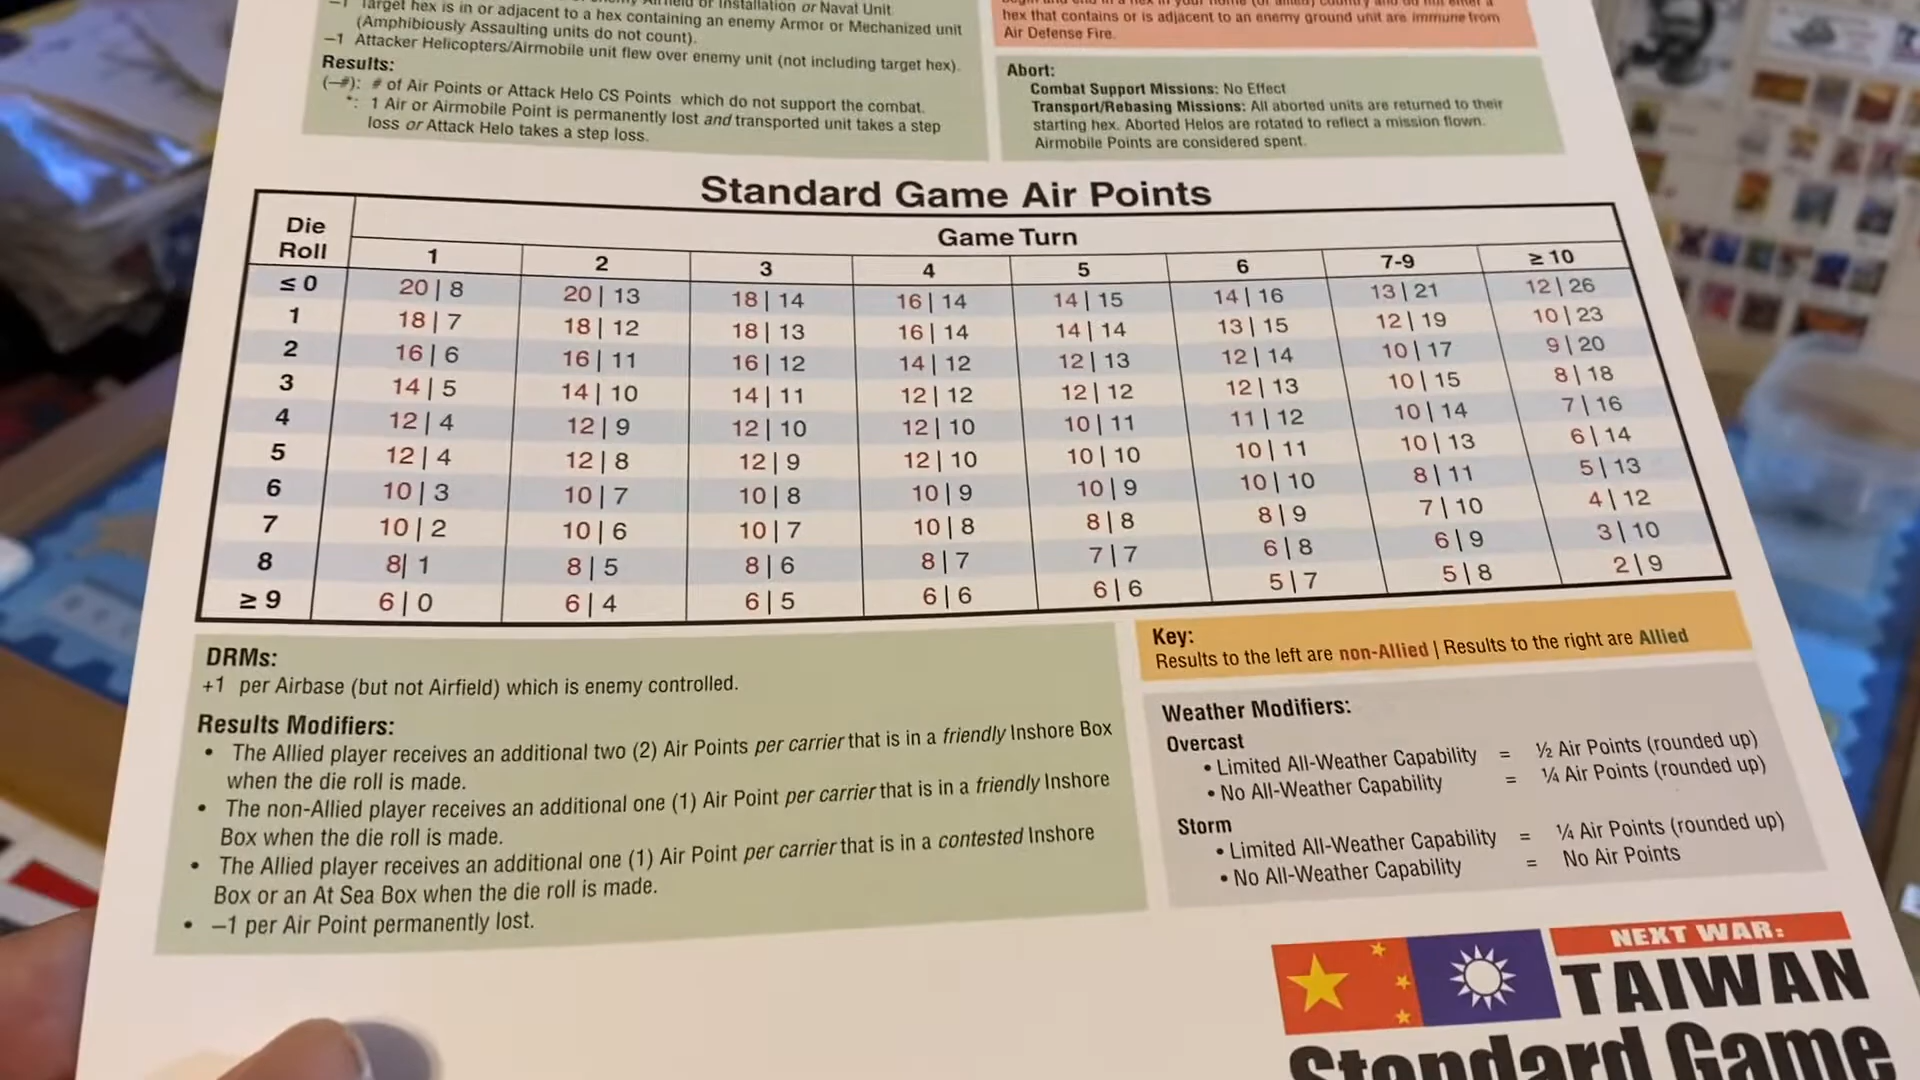 Installation or Naval Unit
−1 Target hex is in or adjacent to a hex containing an enemy Armor or Mechanized unit
(Amphibiously Assaulting units do not count).
−1 Attacker Helicopters/Airmobile unit flew over enemy unit (not including target hex).
Results:
(−#): # of Air Points or Attack Helo CS Points which do not support the combat.
*: 1 Air or Airmobile Point is permanently lost and transported unit takes a step
loss or Attack Helo takes a step loss.
hex that contains or is adjacent to an enemy ground unit are immune from
Air Defense Fire.
Abort:
Combat Support Missions: No Effect
Transport/Rebasing Missions: All aborted units are returned to their
starting hex. Aborted Helos are rotated to reflect a mission flown.
Airmobile Points are considered spent.
Standard Game Air Points
Die Roll Game Turn
1 2 3 4 5 6 7-9 ≥ 10
≤ 0 20 | 8 20 | 13 18 | 14 16 | 14 14 | 15 14 | 16 13 | 21 12 | 26
1 18 | 7 18 | 12 18 | 13 16 | 14 14 | 14 13 | 15 12 | 19 10 | 23
2 16 | 6 16 | 11 16 | 12 14 | 12 12 | 13 12 | 14 10 | 17 9 | 20
3 14 | 5 14 | 10 14 | 11 12 | 12 12 | 12 12 | 13 10 | 15 8 | 18
4 12 | 4 12 | 9 12 | 10 12 | 10 10 | 11 11 | 12 10 | 14 7 | 16
5 12 | 4 12 | 8 12 | 9 12 | 10 10 | 10 10 | 11 10 | 13 6 | 14
6 10 | 3 10 | 7 10 | 8 10 | 9 10 | 9 10 | 10 8 | 11 5 | 13
7 10 | 2 10 | 6 10 | 7 10 | 8 8 | 8 8 | 9 7 | 10 4 | 12
8 8| 1 8 | 5 8 | 6 8 | 7 7 | 7 6 | 8 6 | 9 3 | 10
≥ 9 6 | 0 6 | 4 6 | 5 6 | 6 6 | 6 5 | 7 5 | 8 2 | 9
DRMs:
+1 per Airbase (but not Airfield) which is enemy controlled.
Results Modifiers:
• The Allied player receives an additional two (2) Air Points per carrier that is in a friendly Inshore Box
when the die roll is made.
• The non-Allied player receives an additional one (1) Air Point per carrier that is in a friendly Inshore
Box when the die roll is made.
• The Allied player receives an additional one (1) Air Point per carrier that is in a contested Inshore
Box or an At Sea Box when the die roll is made.
• −1 per Air Point permanently lost.
Key:
Results to the left are non-Allied | Results to the right are Allied
Weather Modifiers:
Overcast
• Limited All-Weather Capability = ½ Air Points (rounded up)
• No All-Weather Capability = ¼ Air Points (rounded up)
Storm
• Limited All-Weather Capability = ¼ Air Points (rounded up)
• No All-Weather Capability = No Air Points
NEXT WAR:
TAIWAN
Standard Game